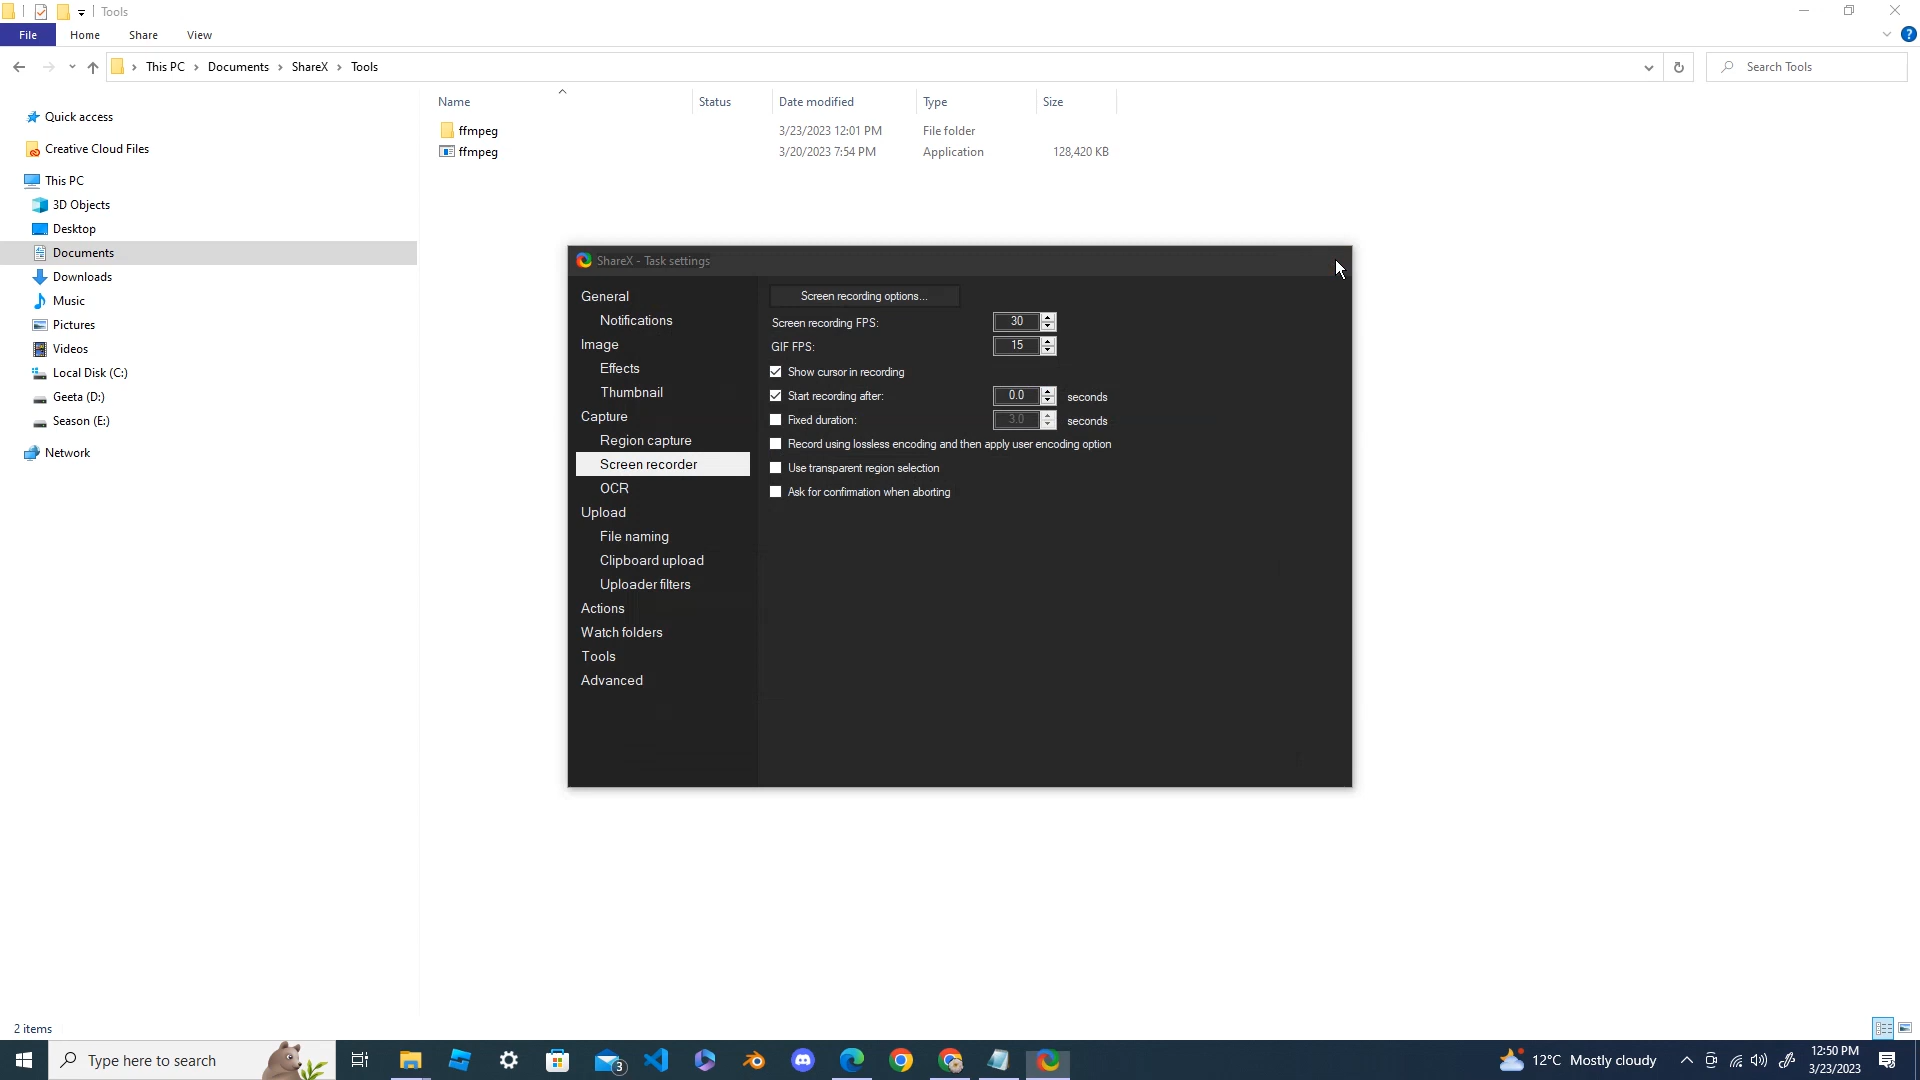 Tools
File Home Share View
This PC Documents ShareX Tools
Search Tools
Name Status Date modified Type Size
ffmpeg 3/23/2023 12:01 PM File folder
ffmpeg 3/20/2023 7:54 PM Application 128,420 KB
Quick access
Creative Cloud Files
This PC
3D Objects
Desktop
Documents
Downloads
Music
Pictures
Videos
Local Disk (C:)
Geeta (D:)
Season (E:)
Network
ShareX - Task settings
General
Notifications
Image
Effects
Thumbnail
Capture
Region capture
Screen recorder
OCR
Upload
File naming
Clipboard upload
Uploader filters
Actions
Watch folders
Tools
Advanced
Screen recording options...
Screen recording FPS: 30
GIF FPS: 15
Show cursor in recording
Start recording after: 0.0 seconds
Fixed duration: 3.0 seconds
Record using lossless encoding and then apply user encoding option
Use transparent region selection
Ask for confirmation when aborting
2 items
Type here to search
3
12°C Mostly cloudy
12:50 PM
3/23/2023